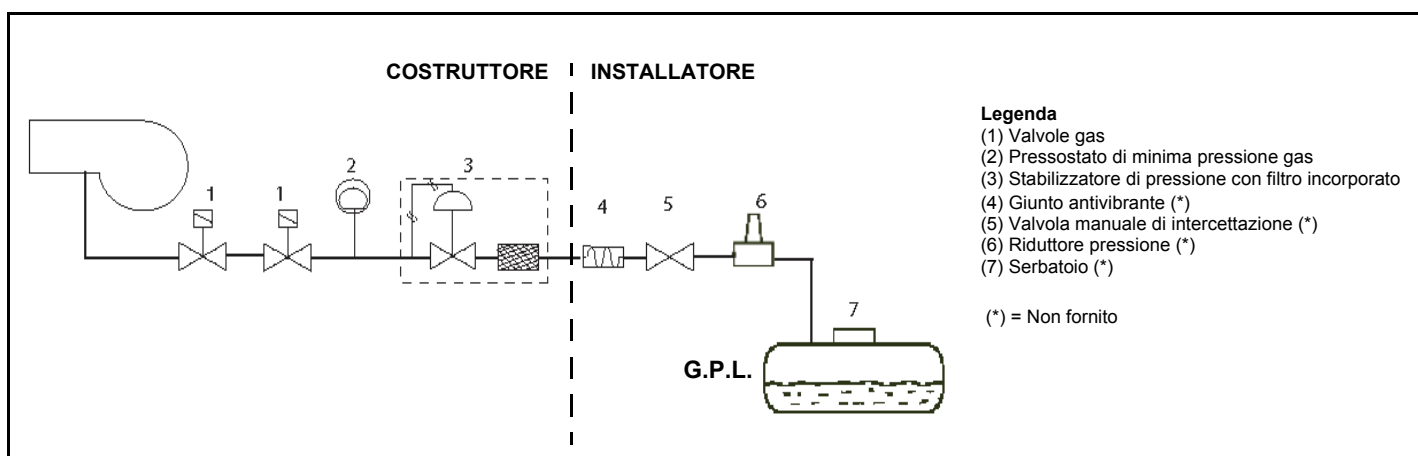 COSTRUTTORE INSTALLATORE
Legenda
(1) Valvole gas
(2) Pressostato di minima pressione gas
(3) Stabilizzatore di pressione con filtro incorporato
(4) Giunto antivibrante (*)
(5) Valvola manuale di intercettazione (*)
(6) Riduttore pressione (*)
(7) Serbatoio (*)
(*) = Non fornito
1 1 2 3 4 5 6
7
G.P.L.